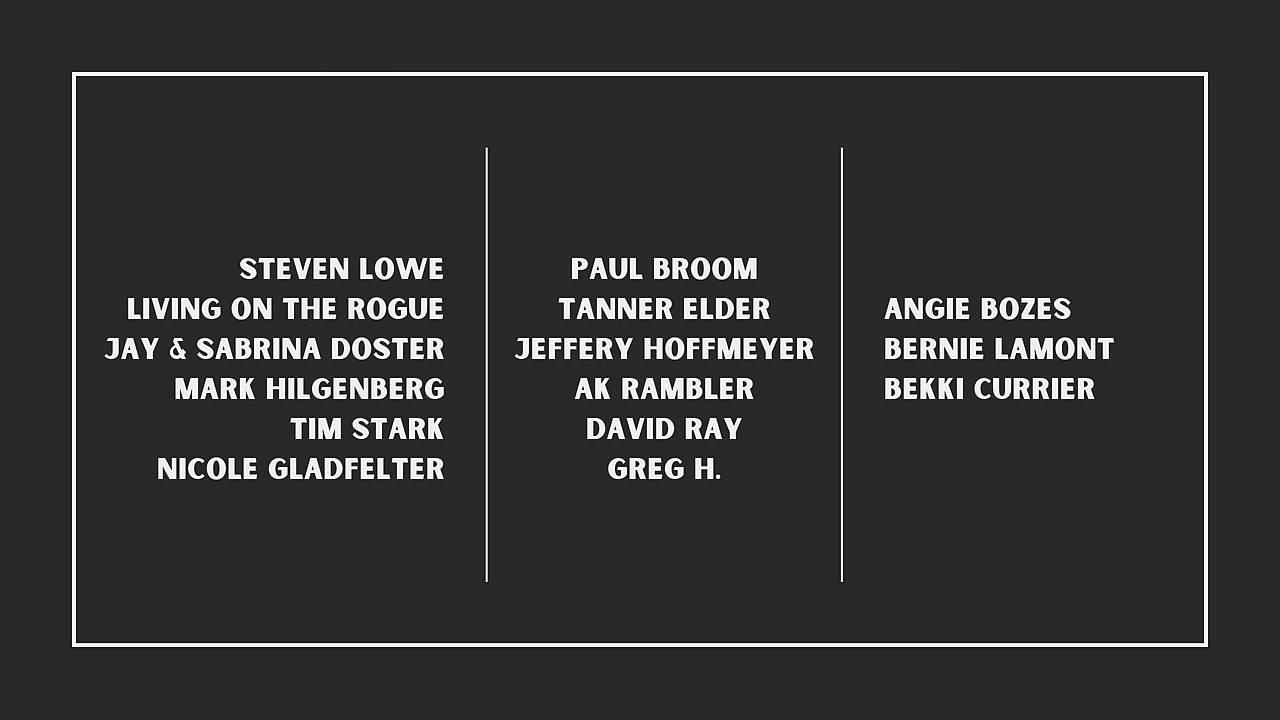 STEVEN LOWE
LIVING ON THE ROGUE
JAY & SABRINA DOSTER
MARK HILGENBERG
TIM STARK
NICOLE GLADFELTER
PAUL BROOM
TANNER ELDER
JEFFERY HOFFMEYER
AK RAMBLER
DAVID RAY
GREG H.
ANGIE BOZES
BERNIE LAMONT
BEKKI CURRIER